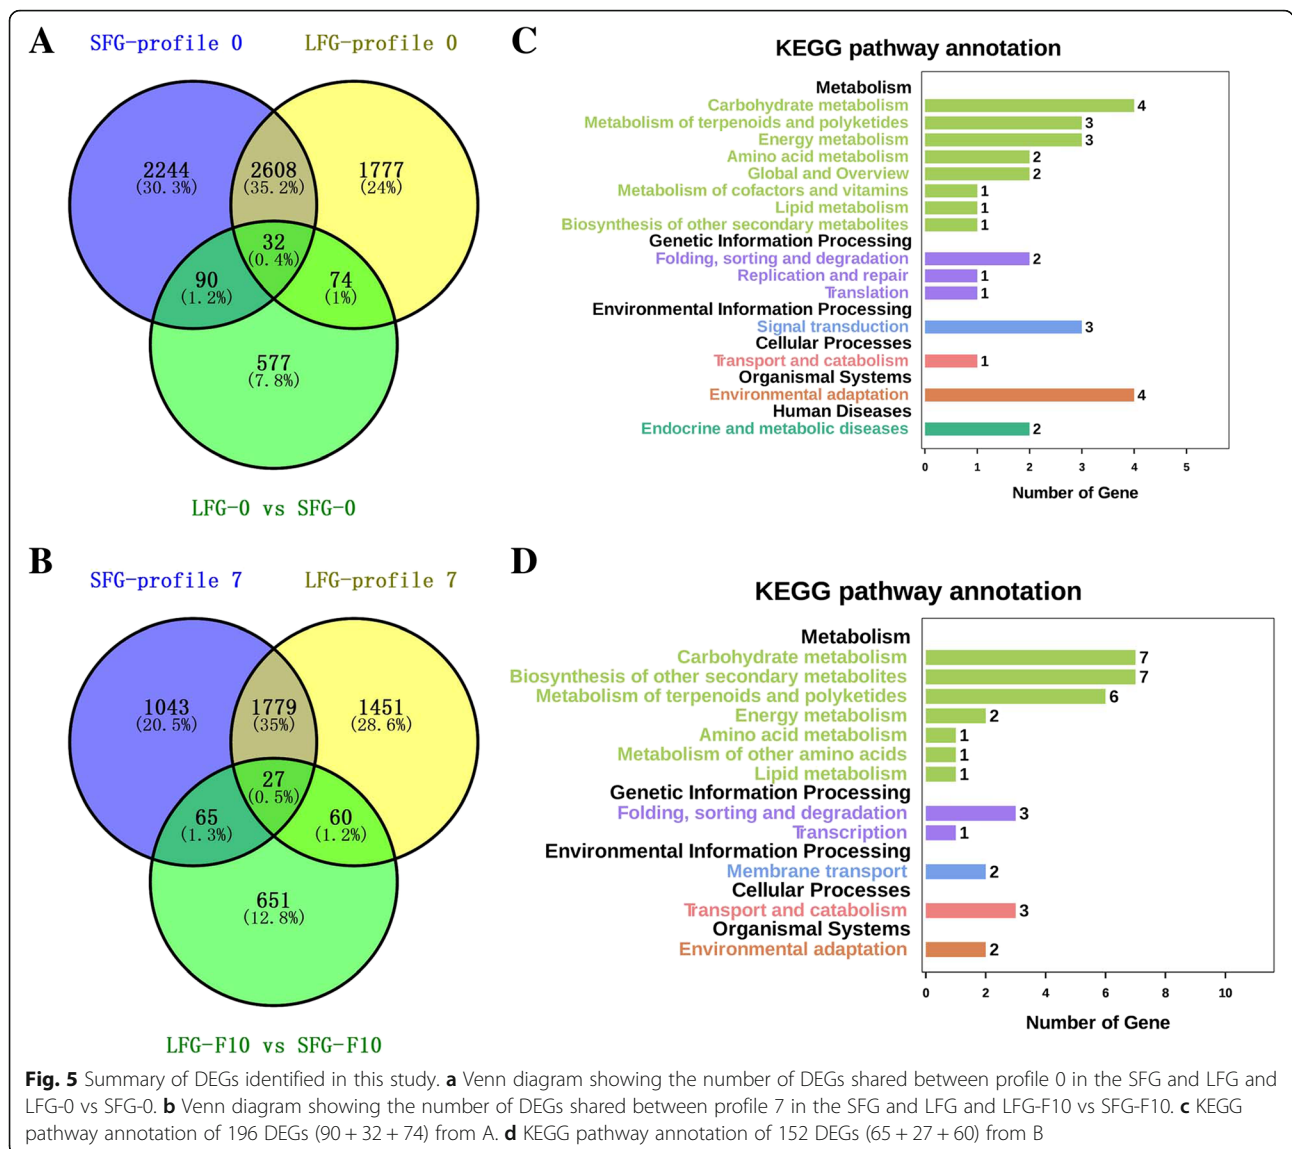 A
SFG-profile 0
LFG-profile 0
2244
(30.3%)
2608
(35.2%)
1777
(24%)
32
(0.4%)
90
(1.2%)
74
(1%)
577
(7.8%)
LFG-0 vs SFG-0
C
KEGG pathway annotation
Metabolism
Carbohydrate metabolism 4
Metabolism of terpenoids and polyketides 3
Energy metabolism 3
Amino acid metabolism 2
Global and Overview 2
Metabolism of cofactors and vitamins 1
Lipid metabolism 1
Biosynthesis of other secondary metabolites 1
Genetic Information Processing
Folding, sorting and degradation 2
Replication and repair 1
Translation 1
Environmental Information Processing
Signal transduction 3
Cellular Processes
Transport and catabolism 1
Organismal Systems
Environmental adaptation 4
Human Diseases
Endocrine and metabolic diseases 2
0 1 2 3 4 5
Number of Gene
B
SFG-profile 7
LFG-profile 7
1043
(20.5%)
1779
(35%)
1451
(28.6%)
27
(0.5%)
65
(1.3%)
60
(1.2%)
651
(12.8%)
LFG-F10 vs SFG-F10
D
KEGG pathway annotation
Metabolism
Carbohydrate metabolism 7
Biosynthesis of other secondary metabolites 7
Metabolism of terpenoids and polyketides 6
Energy metabolism 2
Amino acid metabolism 1
Metabolism of other amino acids 1
Lipid metabolism 1
Genetic Information Processing
Folding, sorting and degradation 3
Transcription 1
Environmental Information Processing
Membrane transport 2
Cellular Processes
Transport and catabolism 3
Organismal Systems
Environmental adaptation 2
0 2 4 6 8 10
Number of Gene
Fig. 5 Summary of DEGs identified in this study. a Venn diagram showing the number of DEGs shared between profile 0 in the SFG and LFG and
LFG-0 vs SFG-0. b Venn diagram showing the number of DEGs shared between profile 7 in the SFG and LFG and LFG-F10 vs SFG-F10. c KEGG
pathway annotation of 196 DEGs (90 + 32 + 74) from A. d KEGG pathway annotation of 152 DEGs (65 + 27 + 60) from B